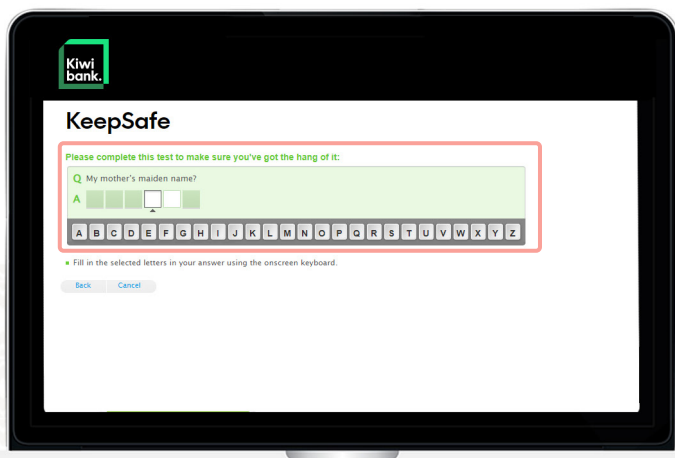 Kiwi
bank.
KeepSafe
Please complete this test to make sure you've got the hang of it:
Q My mother's maiden name?
A
A B C D E F G H I J K L M N O P Q R S T U V W X Y Z
Fill in the selected letters in your answer using the onscreen keyboard.
Back Cancel